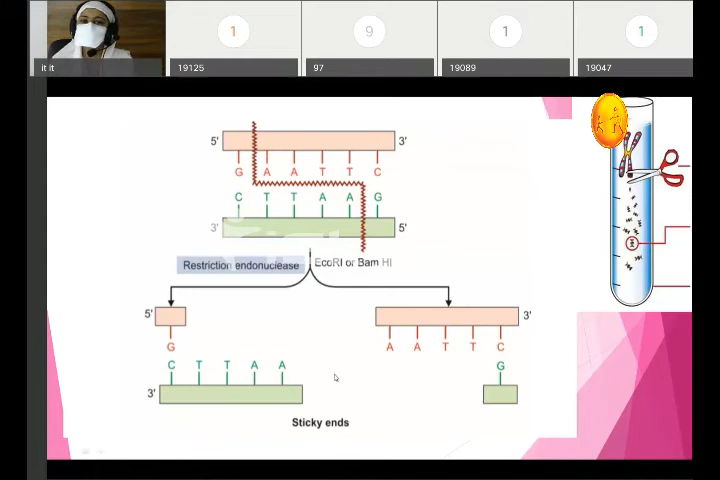 1
9
1
1
it it
19125
97
19089
19047
5'
3'
G A A T T C
C T T A A G
3'
5'
Restriction endonuclease
EcoRI or Bam HI
5'
3'
G
A A T T C
C T T A A
G
3'
Sticky ends